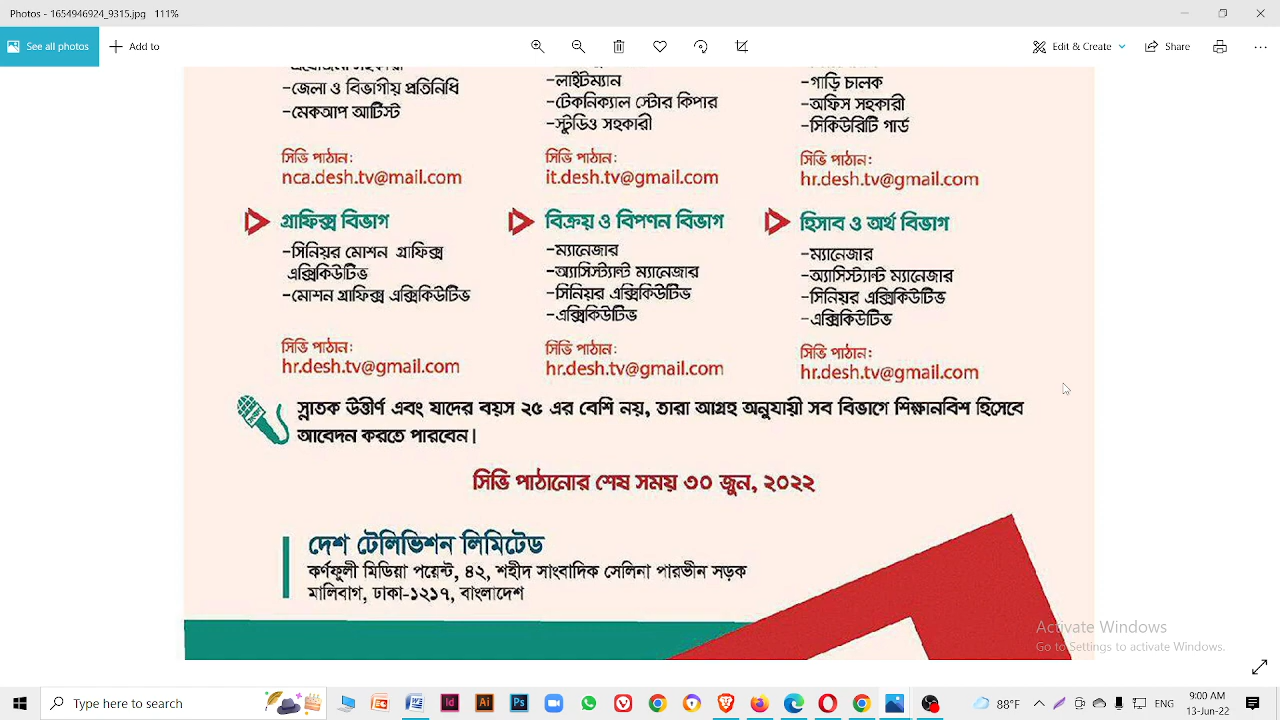 Photos - 1659694624_9315.jpg 111%
See all photos
Add to
Edit & Create
Share
-জেলা ও বিভাগীয় প্রতিনিধি
-মেকআপ আর্টিস্ট
সিভি পাঠান:
nca.desh.tv@mail.com
-লাইটম্যান
-টেকনিক্যাল স্টোর কিপার
-স্টুডিও সহকারী
সিভি পাঠান:
it.desh.tv@gmail.com
-গাড়ি চালক
-অফিস সহকারী
-সিকিউরিটি গার্ড
সিভি পাঠান:
hr.desh.tv@gmail.com
গ্রাফিক্স বিভাগ
-সিনিয়র মোশন গ্রাফিক্স
এক্সিকিউটিভ
-মোশন গ্রাফিক্স এক্সিকিউটিভ
সিভি পাঠান:
hr.desh.tv@gmail.com
বিক্রয় ও বিপণন বিভাগ
-ম্যানেজার
-অ্যাসিস্ট্যান্ট ম্যানেজার
-সিনিয়র এক্সিকিউটিভ
-এক্সিকিউটিভ
সিভি পাঠান:
hr.desh.tv@gmail.com
হিসাব ও অর্থ বিভাগ
-ম্যানেজার
-অ্যাসিস্ট্যান্ট ম্যানেজার
-সিনিয়র এক্সিকিউটিভ
-এক্সিকিউটিভ
সিভি পাঠান:
hr.desh.tv@gmail.com
স্নাতক উত্তীর্ণ এবং যাদের বয়স ২৫ এর বেশি নয়, তারা আগ্রহ অনুযায়ী সব বিভাগে শিক্ষানবিশ হিসেবে
আবেদন করতে পারবেন।
সিভি পাঠানোর শেষ সময় ৩০ জুন, ২০২২
দেশ টেলিভিশন লিমিটেড
কর্ণফুলী মিডিয়া পয়েন্ট, ৪২, শহীদ সাংবাদিক সেলিনা পারভীন সড়ক
মালিবাগ, ঢাকা-১২১৭, বাংলাদেশ
Activate Windows
Go to Settings to activate Windows.
Type here to search
88°F
ENG
9:00 AM
13-Jun-22